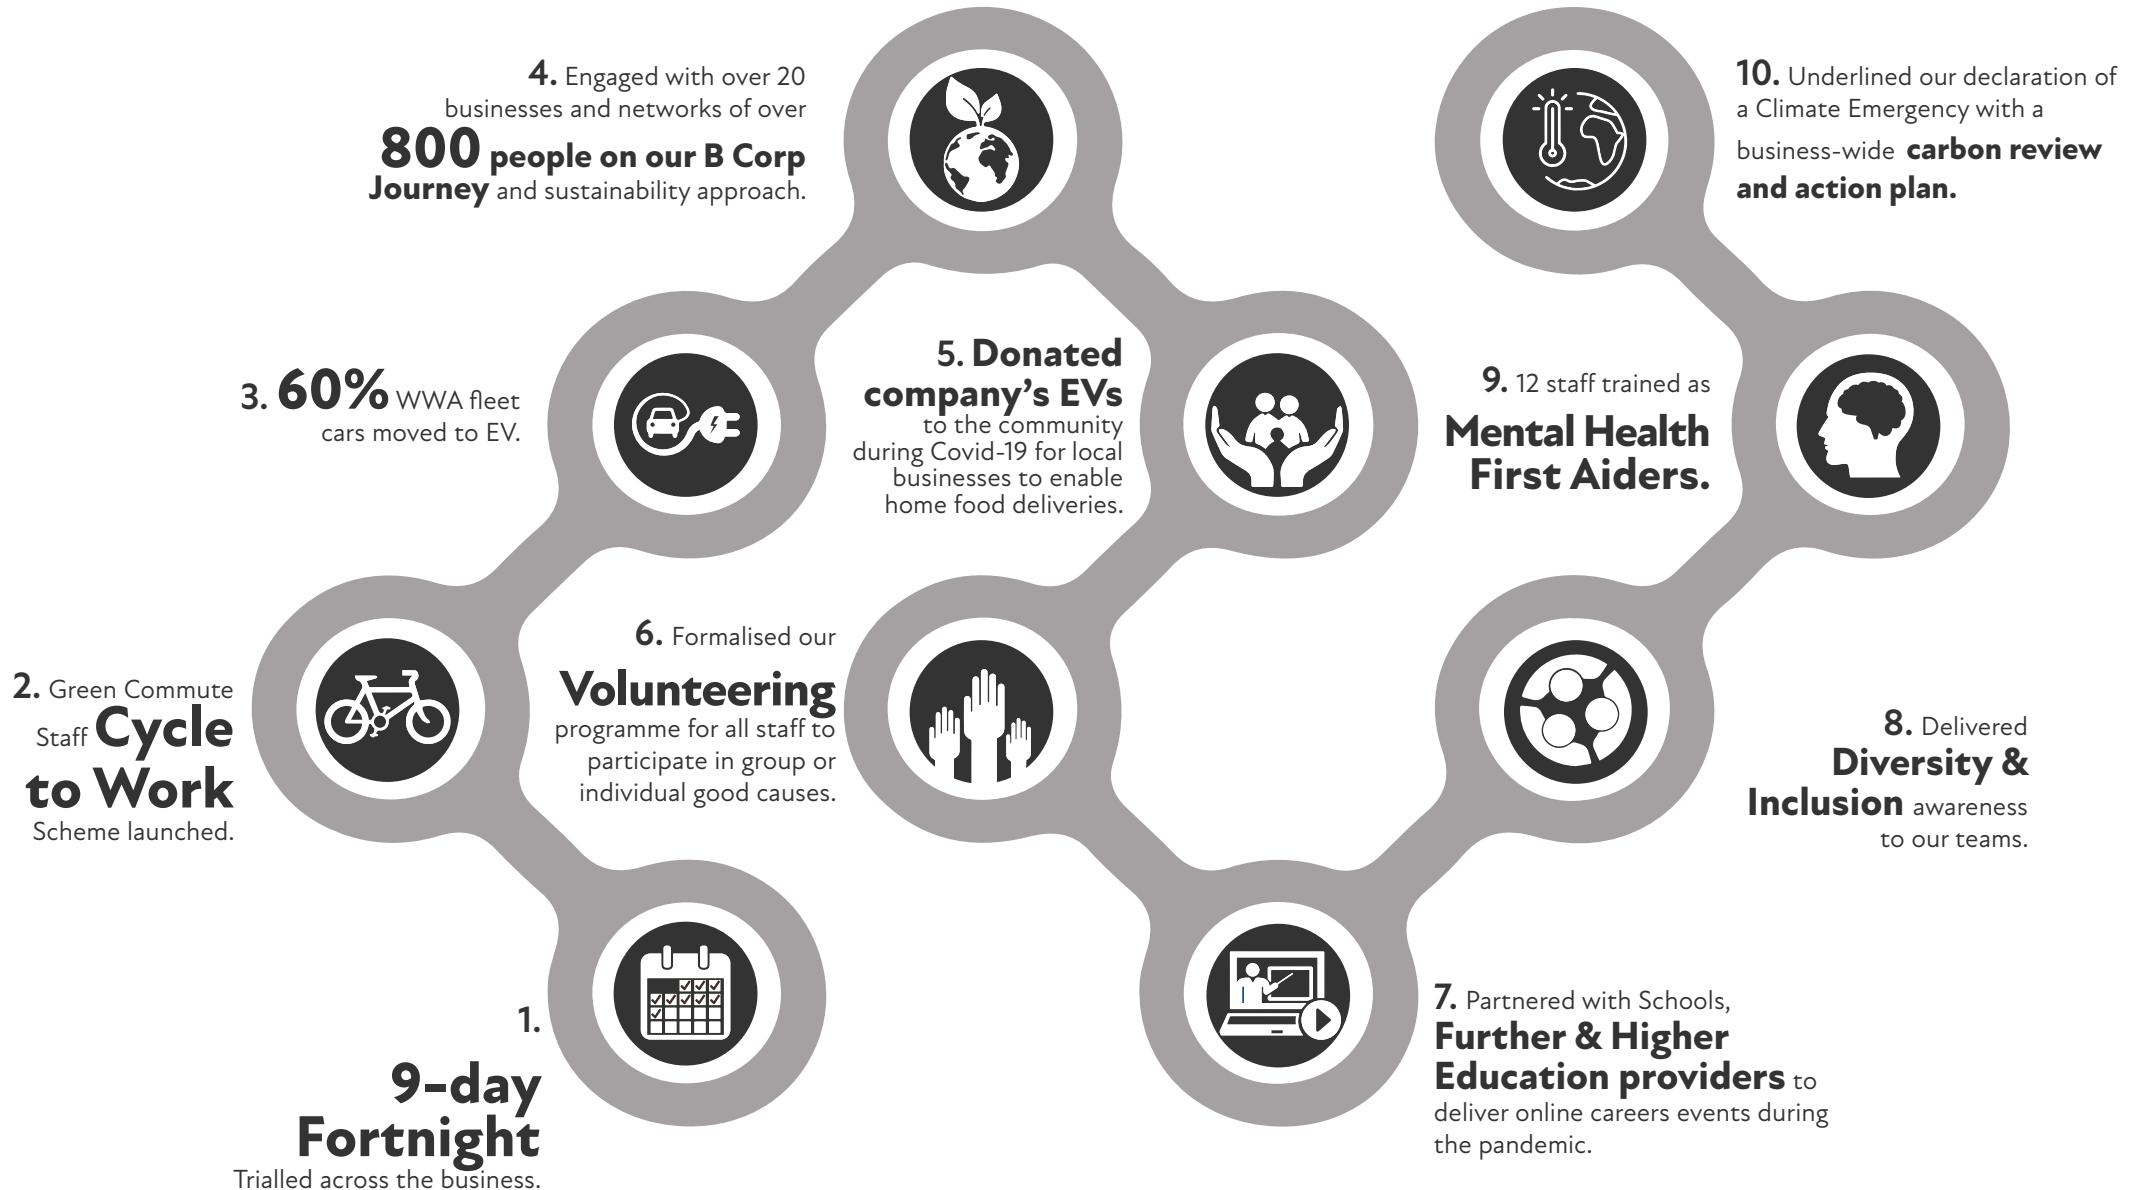 1.
9-day
Fortnight
Trialled across the business.
2. Green Commute
Staff Cycle
to Work
Scheme launched.
3. 60% WWA fleet
cars moved to EV.
4. Engaged with over 20
businesses and networks of over
800 people on our B Corp
Journey and sustainability approach.
5. Donated
company’s EVs
to the community
during Covid-19 for local
businesses to enable
home food deliveries.
6. Formalised our
Volunteering
programme for all staff to
participate in group or
individual good causes.
7. Partnered with Schools,
Further & Higher
Education providers to
deliver online careers events during
the pandemic.
8. Delivered
Diversity &
Inclusion awareness
to our teams.
9. 12 staff trained as
Mental Health
First Aiders.
10. Underlined our declaration of
a Climate Emergency with a
business-wide carbon review
and action plan.